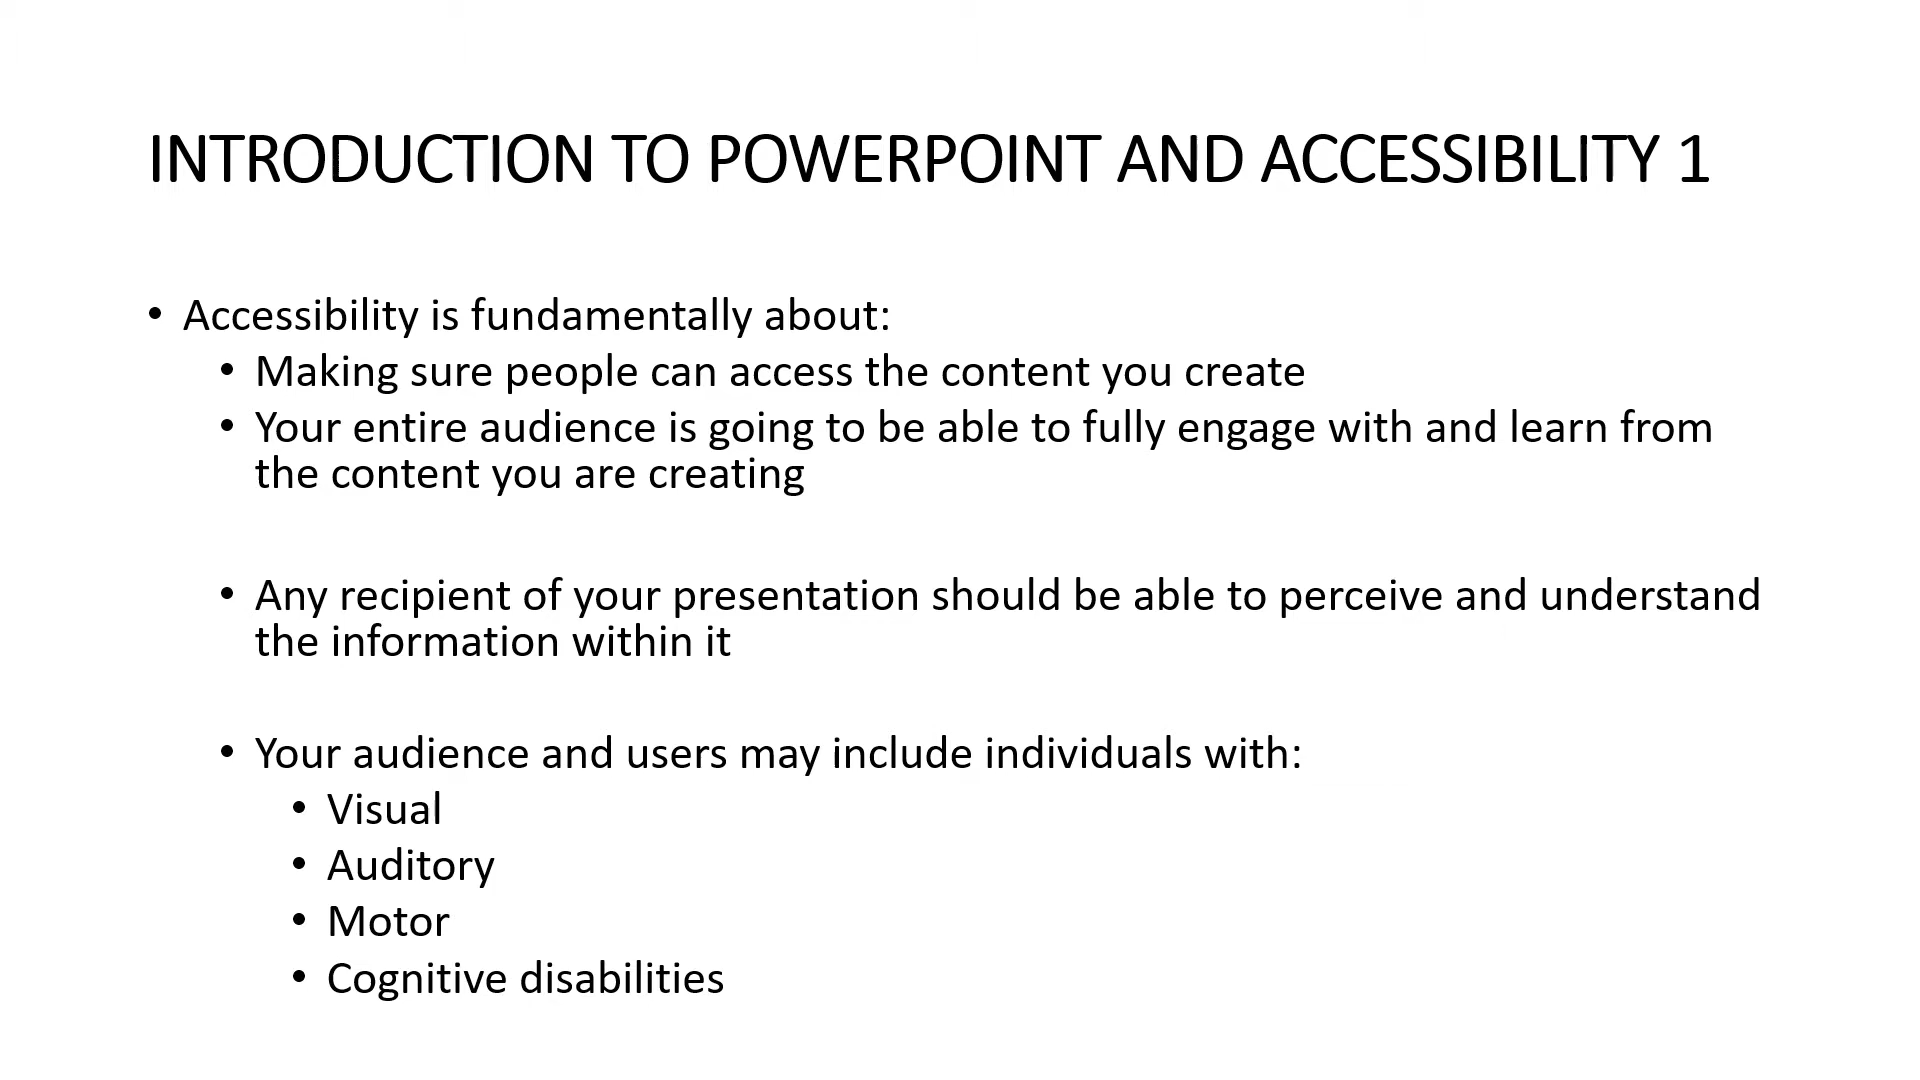 INTRODUCTION TO POWERPOINT AND ACCESSIBILITY 1
• Accessibility is fundamentally about:
• Making sure people can access the content you create
• Your entire audience is going to be able to fully engage with and learn from
the content you are creating
• Any recipient of your presentation should be able to perceive and understand
the information within it
• Your audience and users may include individuals with:
• Visual
• Auditory
• Motor
• Cognitive disabilities